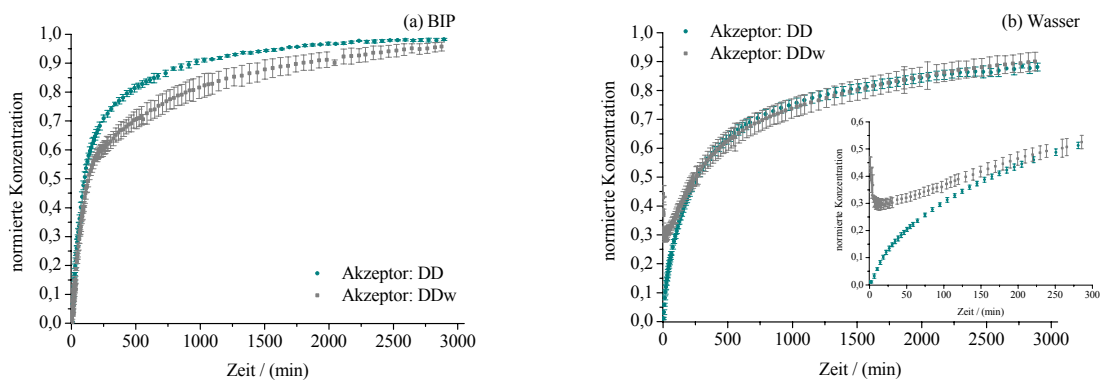 (a) BIP
1,0
0,9
0,8
0,7
0,6
0,5
0,4
0,3
0,2
0,1
0,0
normierte Konzentration
Akzeptor: DD
Akzeptor: DDw
0 500 1000 1500 2000 2500 3000
Zeit / (min)
(b) Wasser
Akzeptor: DD
Akzeptor: DDw
1,0
0,9
0,8
0,7
0,6
0,5
0,4
0,3
0,2
0,1
0,0
normierte Konzentration
0,6
0,5
0,4
0,3
0,2
0,1
0,0
normierte Konzentration
0 50 100 150 200 250 300
Zeit / (min)
0 500 1000 1500 2000 2500 3000
Zeit / (min)